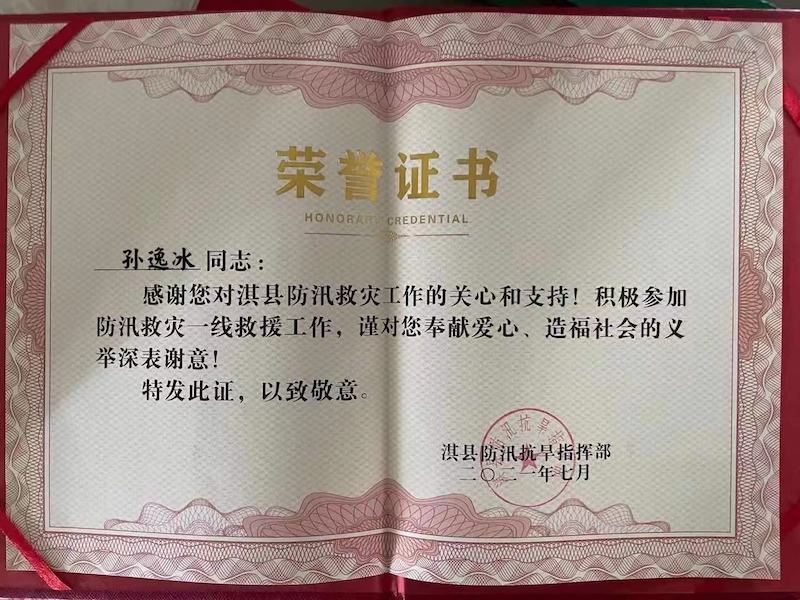 荣誉证书
HONORARY CREDENTIAL
孙逸冰同志：
感谢您对淇县防汛救灾工作的关心和支持！积极参加
防汛救灾一线救援工作，谨对您奉献爱心、造福社会的义
举深表谢意！
特发此证，以致敬意。
淇县防汛抗旱指挥部
二〇二一年七月